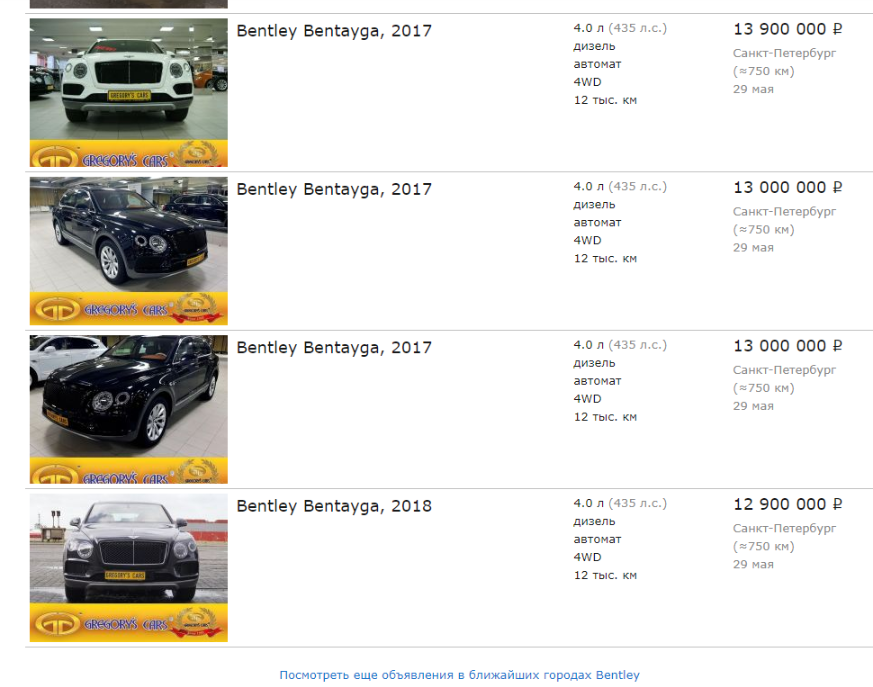 Bentley Bentayga, 2017
4.0 л (435 л.с.)
дизель
автомат
4WD
12 тыс. км
13 900 000 ₽
Санкт-Петербург
(≈750 км)
29 мая
GREGORY'S CARS
GREGORY'S CARS
Bentley Bentayga, 2017
4.0 л (435 л.с.)
дизель
автомат
4WD
12 тыс. км
13 000 000 ₽
Санкт-Петербург
(≈750 км)
29 мая
GREGORY'S CARS
Bentley Bentayga, 2017
4.0 л (435 л.с.)
дизель
автомат
4WD
12 тыс. км
13 000 000 ₽
Санкт-Петербург
(≈750 км)
29 мая
GREGORY'S CARS
Bentley Bentayga, 2018
4.0 л (435 л.с.)
дизель
автомат
4WD
12 тыс. км
12 900 000 ₽
Санкт-Петербург
(≈750 км)
29 мая
GREGORY'S CARS
GREGORY'S CARS
Посмотреть еще объявления в ближайших городах Bentley